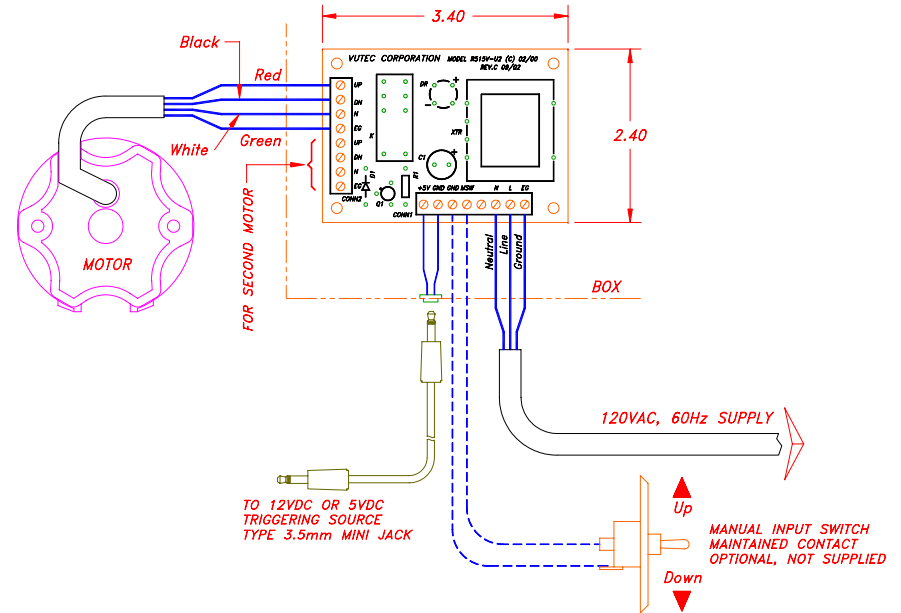 3.40
VUTEC CORPORATION MODEL RS15V-U2 (C) 02/00
REV.C 09/02
Black
Red
White
Green
UP
DN
N
EG
UP
DN
N
EG
CONN2
K
DR
+
-
XTR
C1
+
D1
Q1
R1
+5V GND GND MSW N L EG
CONN1
2.40
FOR SECOND MOTOR
MOTOR
Neutral
Line
Ground
BOX
120VAC, 60Hz SUPPLY
TO 12VDC OR 5VDC
TRIGGERING SOURCE
TYPE 3.5mm MINI JACK
Up
Down
MANUAL INPUT SWITCH
MAINTAINED CONTACT
OPTIONAL, NOT SUPPLIED